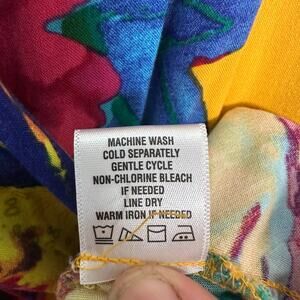 MACHINE WASH
COLD SEPARATELY
GENTLE CYCLE
NON-CHLORINE BLEACH
IF NEEDED
LINE DRY
WARM IRON IF NEEDED